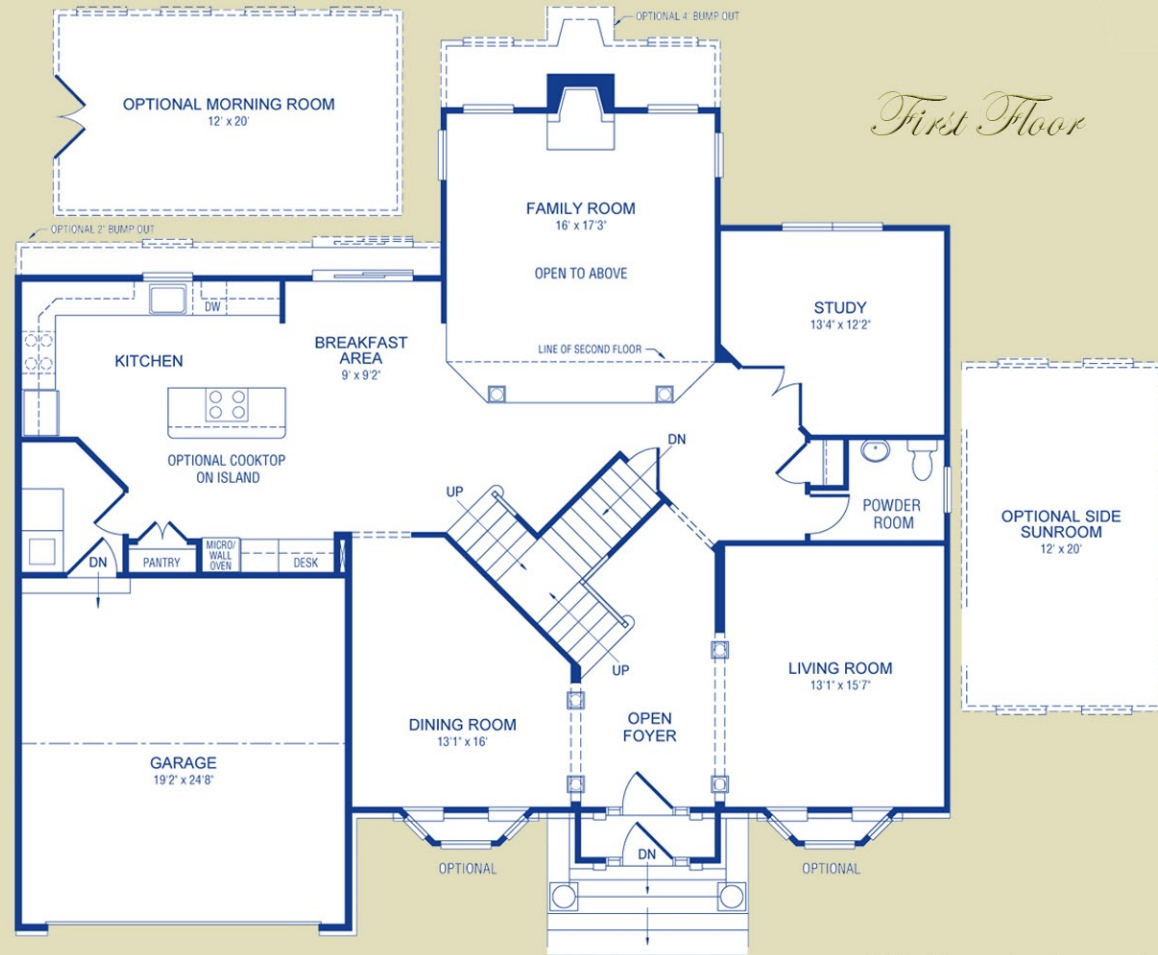 OPTIONAL 4' BUMP OUT
OPTIONAL MORNING ROOM
12' x 20'
First Floor
FAMILY ROOM
16' x 17'3"
OPEN TO ABOVE
LINE OF SECOND FLOOR
OPTIONAL 2' BUMP OUT
DW
KITCHEN
BREAKFAST
AREA
9' x 9'2"
STUDY
13'4" x 12'2"
OPTIONAL COOKTOP
ON ISLAND
DN
UP
POWDER
ROOM
OPTIONAL SIDE
SUNROOM
12' x 20'
DN
PANTRY
MICRO/
WALL
OVEN
DESK
UP
LIVING ROOM
13'1" x 15'7"
DINING ROOM
13'1" x 16'
OPEN
FOYER
GARAGE
19'2" x 24'8"
DN
OPTIONAL
OPTIONAL